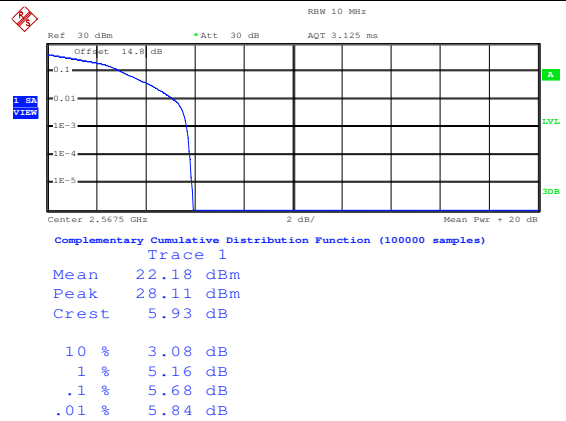 RBW 10 MHz
Ref 30 dBm *Att 30 dB AQT 3.125 ms
Offset 14.8 dB
0.1
A
0.01
1 SA
VIEW
1E-3
LVL
1E-4
1E-5
3DB
Center 2.5675 GHz 2 dB/ Mean Pwr + 20 dB
Complementary Cumulative Distribution Function (100000 samples)
Trace 1
Mean 22.18 dBm
Peak 28.11 dBm
Crest 5.93 dB
10 % 3.08 dB
1 % 5.16 dB
.1 % 5.68 dB
.01 % 5.84 dB